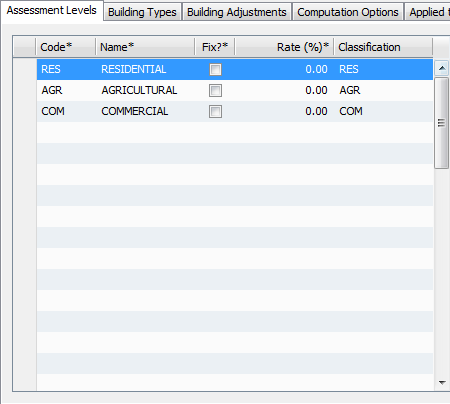 Assessment Levels Building Types Building Adjustments Computation Options Applied t
Code* Name* Fix?* Rate (%)* Classification
RES RESIDENTIAL 0.00 RES
AGR AGRICULTURAL 0.00 AGR
COM COMMERCIAL 0.00 COM